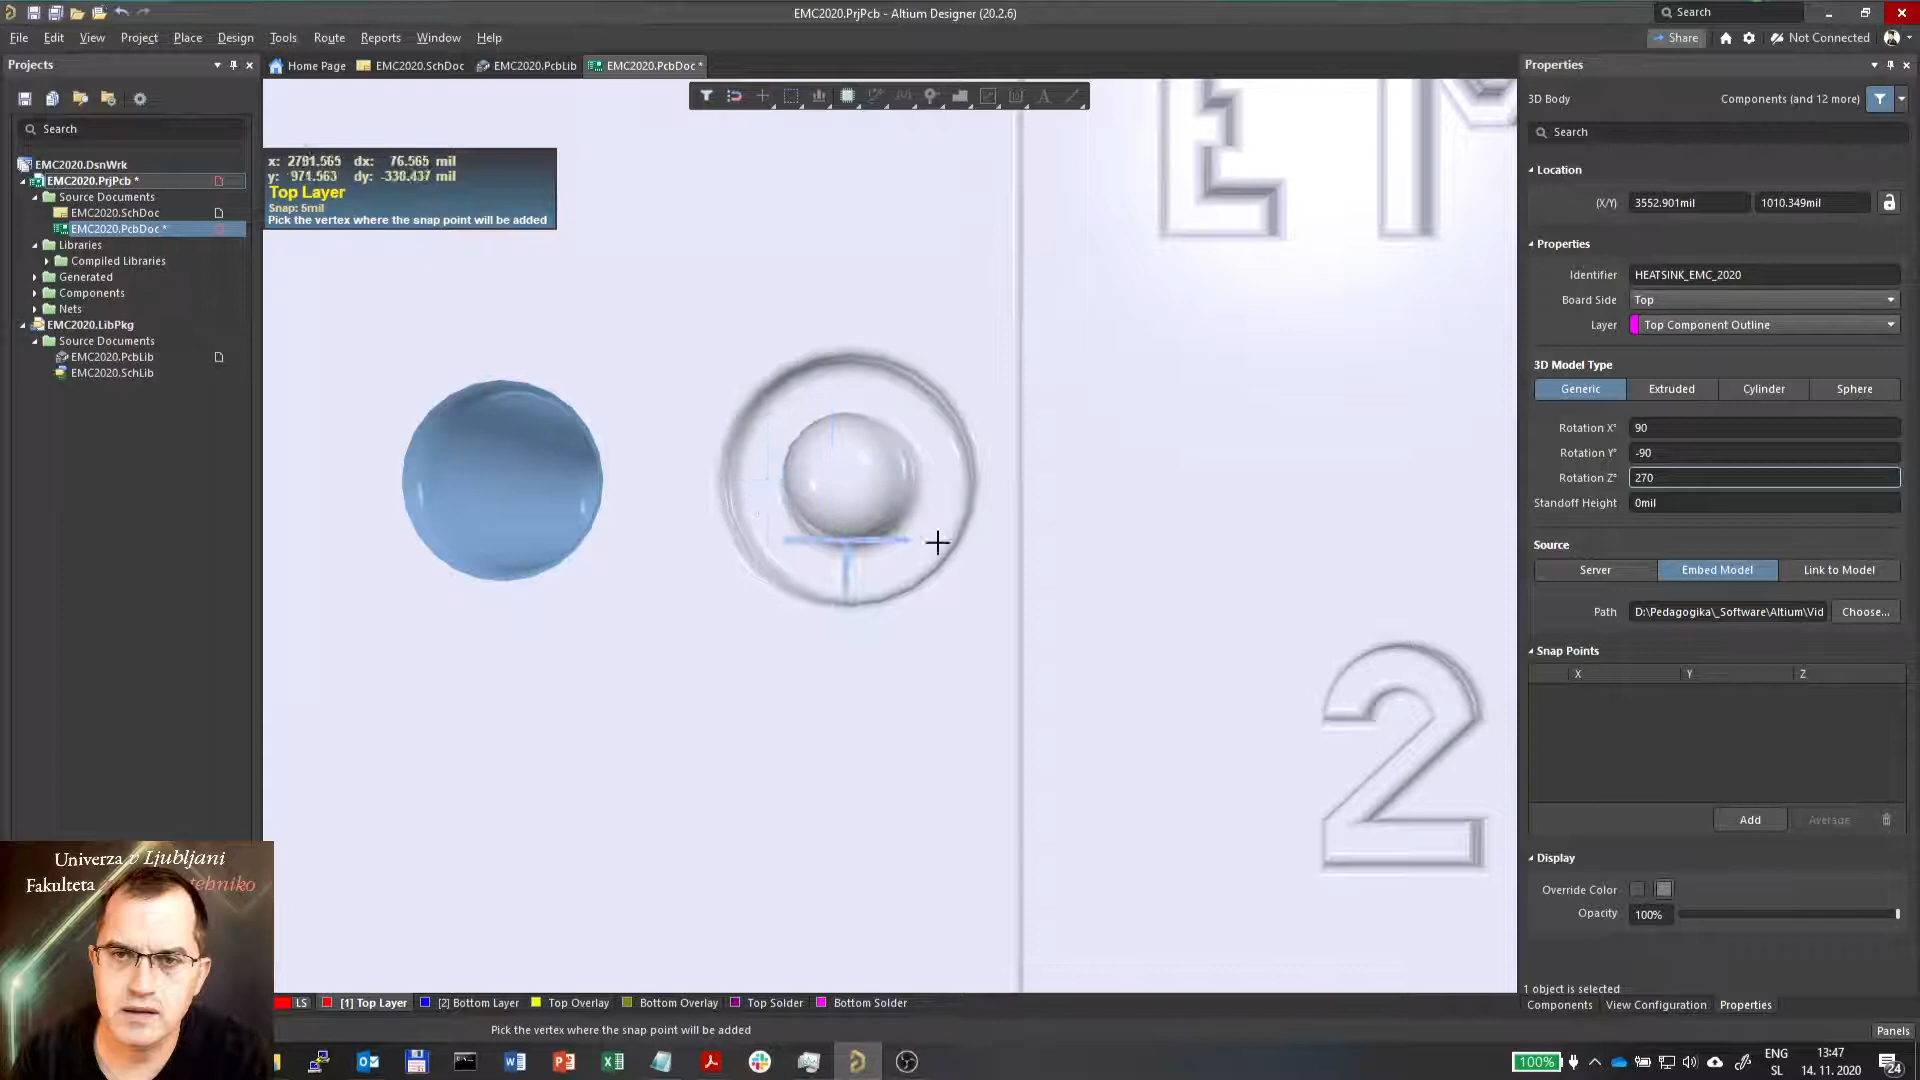 EMC2020.PrjPcb - Altium Designer (20.2.6)
Search
File Edit View Project Place Design Tools Route Reports Window Help
Share
Not Connected
Projects
Home Page
EMC2020.SchDoc
EMC2020.PcbLib
EMC2020.PcbDoc *
Search
EMC2020.DsnWrk
EMC2020.PrjPcb *
Source Documents
EMC2020.SchDoc
EMC2020.PcbDoc *
Libraries
Compiled Libraries
Generated
Components
Nets
EMC2020.LibPkg
Source Documents
EMC2020.PcbLib
EMC2020.SchLib
x: 2791.565 dx: 76.565 mil
y: 971.563 dy: -330.437 mil
Top Layer
Snap: 5mil
Pick the vertex where the snap point will be added
2
Properties
3D Body
Components (and 12 more)
Search
Location
(X/Y) 3552.901mil 1010.349mil
Properties
Identifier HEATSINK_EMC_2020
Board Side Top
Layer Top Component Outline
3D Model Type
Generic Extruded Cylinder Sphere
Rotation X° 90
Rotation Y° -90
Rotation Z° 270
Standoff Height 0mil
Source
Server Embed Model Link to Model
Path D:\Pedagogika\_Software\Altium\Vid Choose...
Snap Points
X Y Z
Add Average
Display
Override Color
Opacity 100%
1 object is selected
Components View Configuration Properties
Panels
Univerza v Ljubljani
Fakulteta
LS [1] Top Layer [2] Bottom Layer Top Overlay Bottom Overlay Top Solder Bottom Solder
Pick the vertex where the snap point will be added
100%
ENG
SL
13:47
14. 11. 2020
24